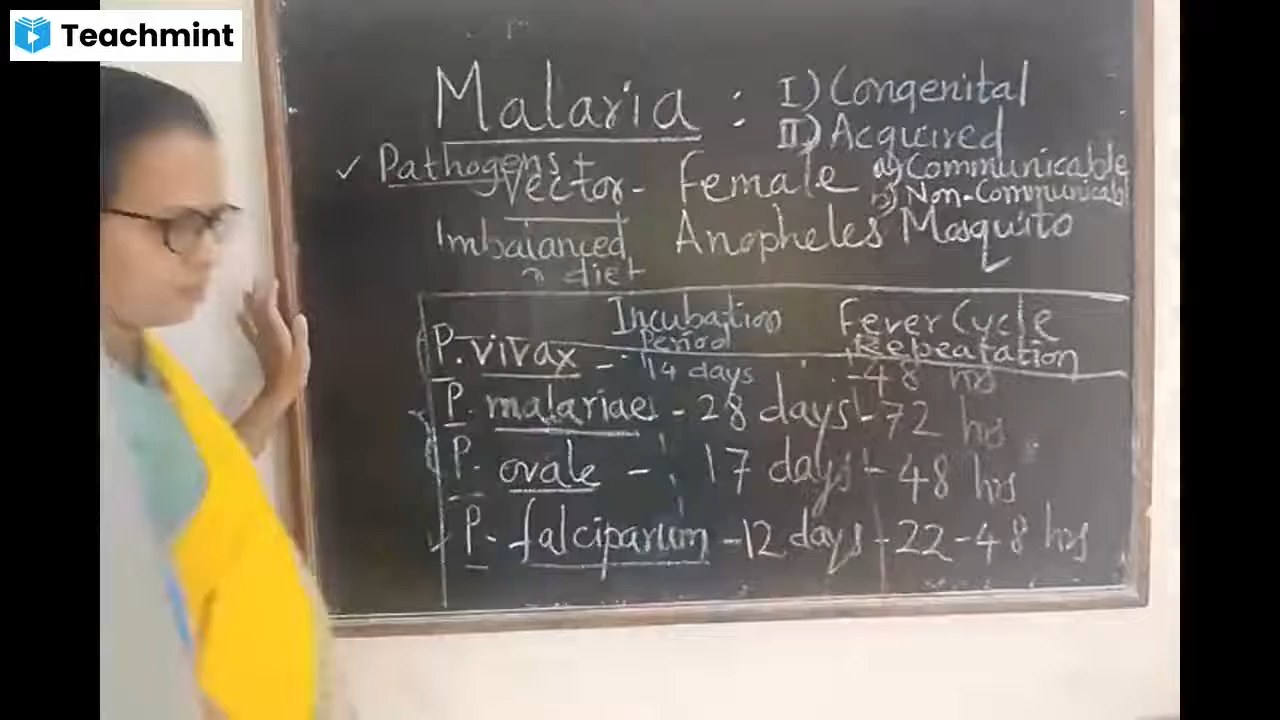 Teachmint
Malaria : I) Congenital
II) Acquired
✓ Pathogens + a) Communicable
Vector - Female b) Non-Communicabl
Imbalanced Anopheles Mosquito
diet
Incubation Fever Cycle
Period Repeatation
P. vivax - 14 days - 48 hrs
P. malariae - 28 days - 72 hrs
P. ovale - 17 days - 48 hrs
P. falciparum - 12 days - 22 - 48 hrs